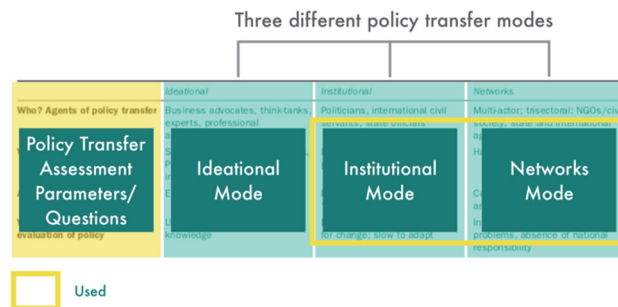 Three different policy transfer modes
Ideational
Institutional
Networks
Who? Agents of policy transfer
Business advocates, think-tanks,
experts, professional
Politicians, international civil
servants, state officials
Multi-actor; trisectoral: NGOs/civ
society, state and international
Policy Transfer
Assessment
Parameters/
Questions
Ideational
Mode
Institutional
Mode
Networks
Mode
evaluation of policy
knowledge
for change; slow to adapt
problems, absence of national
responsibility
Used